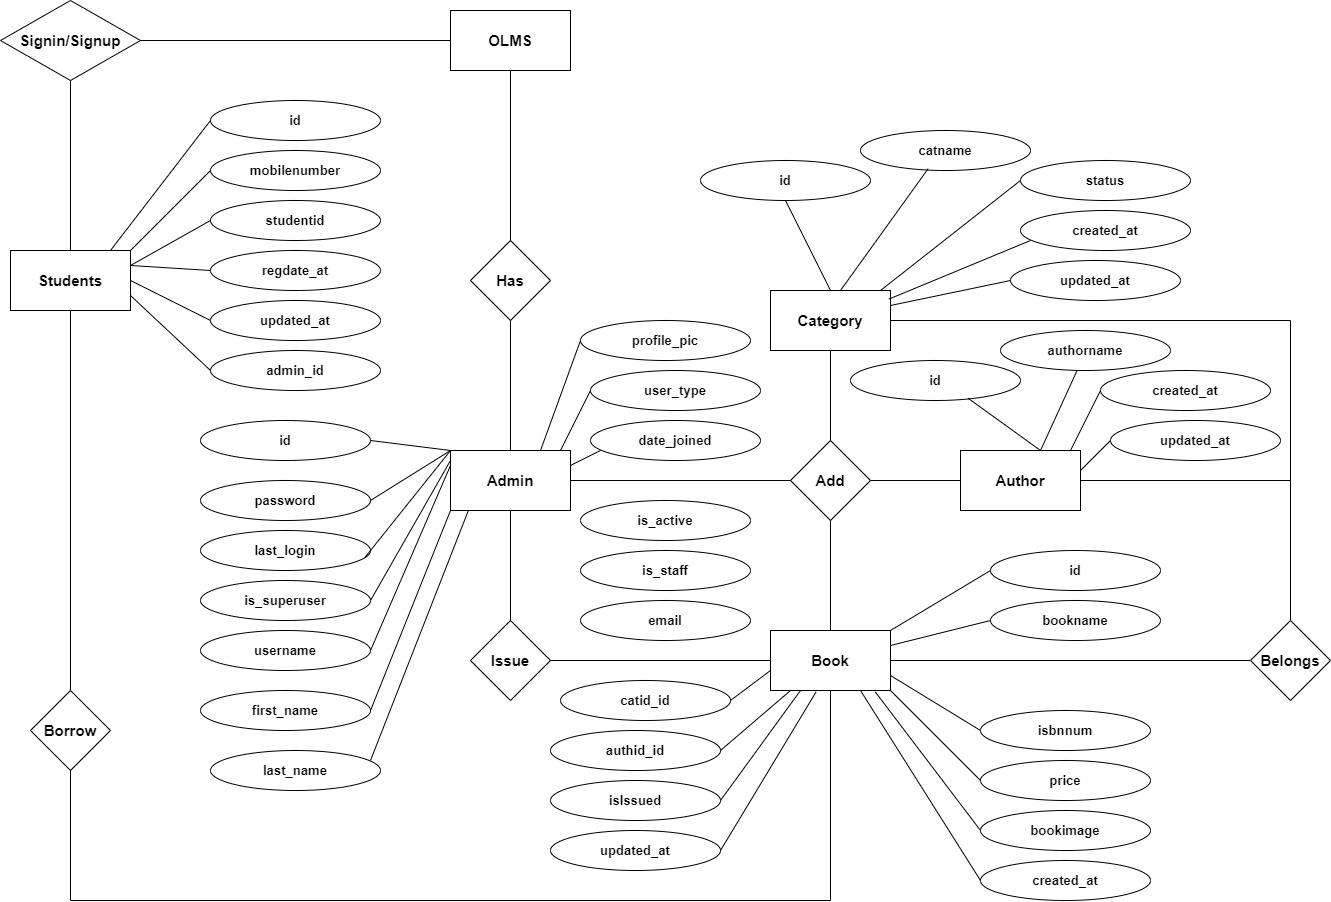 Signin/Signup
OLMS
id
mobilenumber
studentid
regdate_at
updated_at
admin_id
Students
Has
catname
id
status
created_at
updated_at
Category
profile_pic
user_type
date_joined
authorname
id
created_at
updated_at
id
password
last_login
is_superuser
username
first_name
last_name
Admin
Add
Author
is_active
is_staff
email
id
bookname
Issue
Book
Belongs
catid_id
authid_id
isIssued
updated_at
isbnnum
price
bookimage
created_at
Borrow